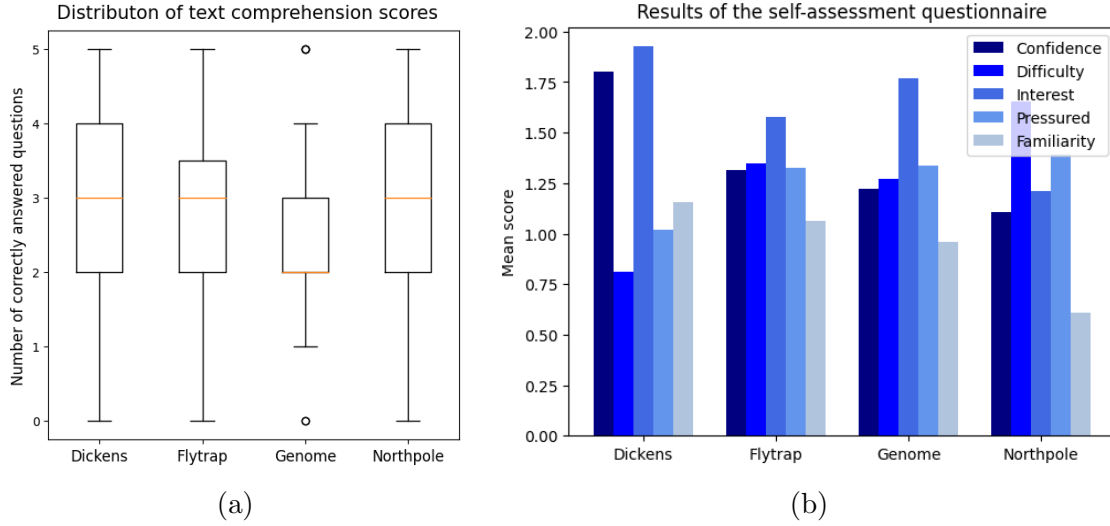 Distributon of text comprehension scores
Number of correctly answered questions
5
4
3
2
1
0
Dickens Flytrap Genome Northpole
(a)
Results of the self-assessment questionnaire
Mean score
2.00
1.75
1.50
1.25
1.00
0.75
0.50
0.25
0.00
Confidence
Difficulty
Interest
Pressured
Familiarity
Dickens Flytrap Genome Northpole
(b)